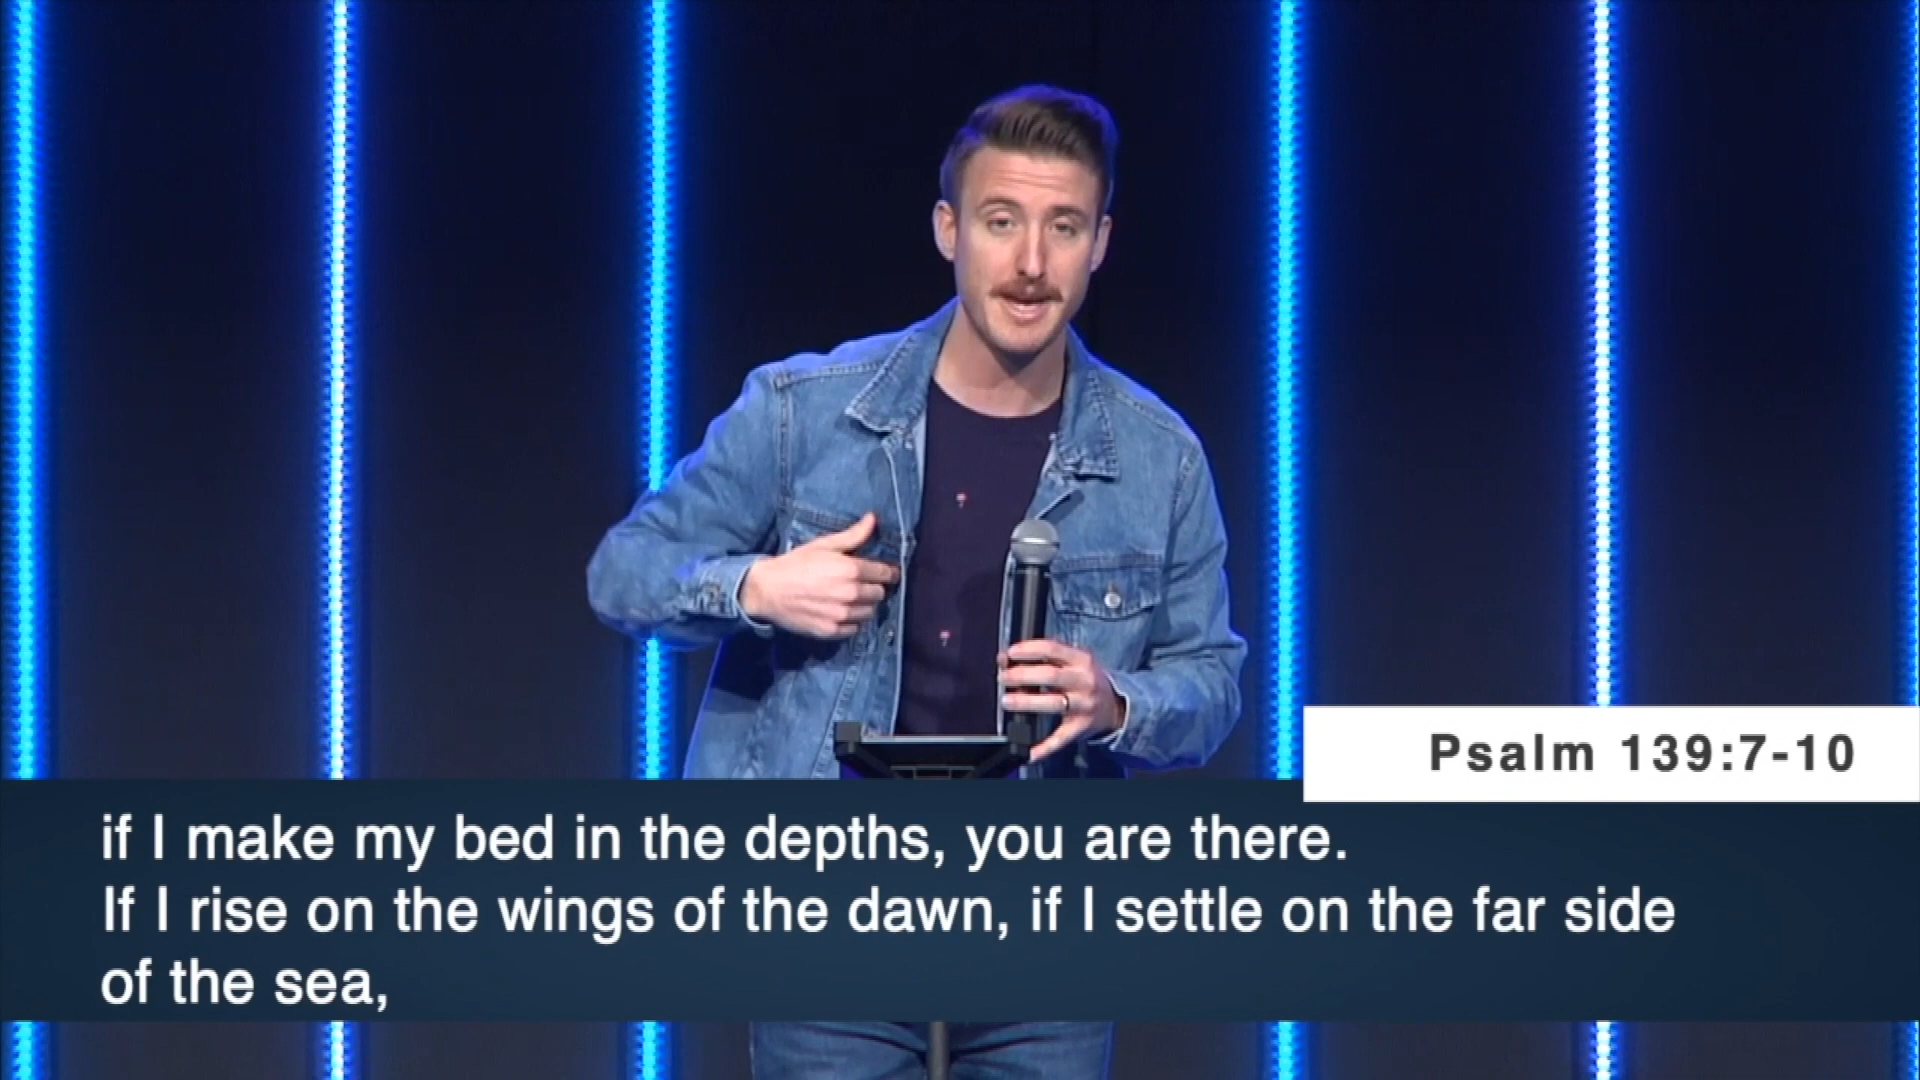 Psalm 139:7-10
if I make my bed in the depths, you are there.
If I rise on the wings of the dawn, if I settle on the far side
of the sea,